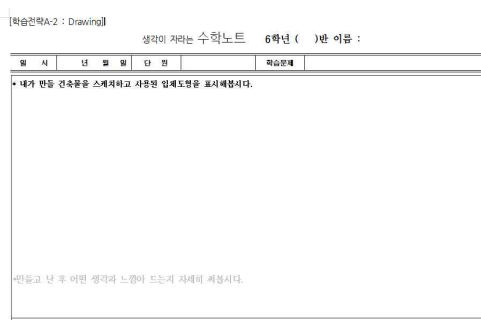 [학습전략A-2 : Drawing]
생각이 자라는 수학노트 6학년 ( )반 이름 :
일 시 년 월 일 단 원 학습문제
• 내가 만들 건축물을 스케치하고 사용된 입체도형을 표시해봅시다.
•만들고 난 후 어떤 생각과 느낌이 드는지 자세히 써봅시다.